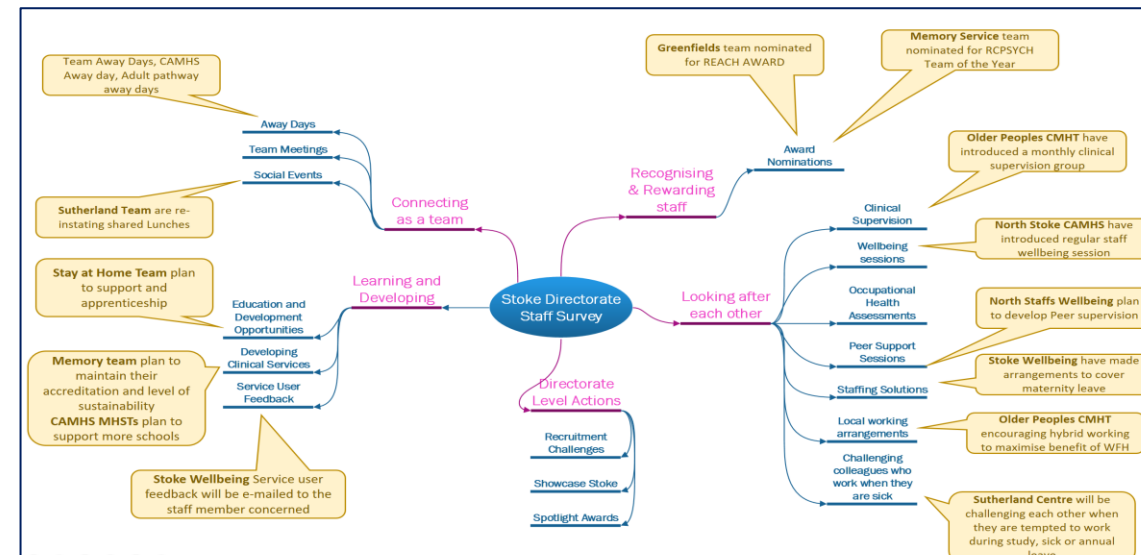 Team Away Days, CAMHS
Away day, Adult pathway
away days
Away Days
Team Meetings
Social Events
Sutherland Team are re-
instating shared Lunches
Connecting
as a team
Greenfields team nominated
for REACH AWARD
Memory Service team
nominated for RCPSYCH
Team of the Year
Award
Nominations
Recognising
& Rewarding
staff
Stay at Home Team plan
to support and
apprenticeship
Learning and
Developing
Education and
Development
Opportunities
Developing
Clinical Services
Service User
Feedback
Memory team plan to
maintain their
accreditation and level of
sustainability
CAMHS MHSTs plan to
support more schools
Stoke Wellbeing Service user
feedback will be e-mailed to the
staff member concerned
Stoke Directorate
Staff Survey
Directorate
Level Actions
Recruitment
Challenges
Showcase Stoke
Spotlight Awards
Looking after
each other
Clinical
Supervision
Wellbeing
sessions
Occupational
Health
Assessments
Peer Support
Sessions
Staffing Solutions
Local working
arrangements
Challenging
colleagues who
work when they
are sick
Older Peoples CMHT have
introduced a monthly clinical
supervision group
North Stoke CAMHS have
introduced regular staff
wellbeing session
North Staffs Wellbeing plan
to develop Peer supervision
Stoke Wellbeing have made
arrangements to cover
maternity leave
Older Peoples CMHT
encouraging hybrid working
to maximise benefit of WFH
Sutherland Centre will be
challenging each other when
they are tempted to work
during study, sick or annual
leave